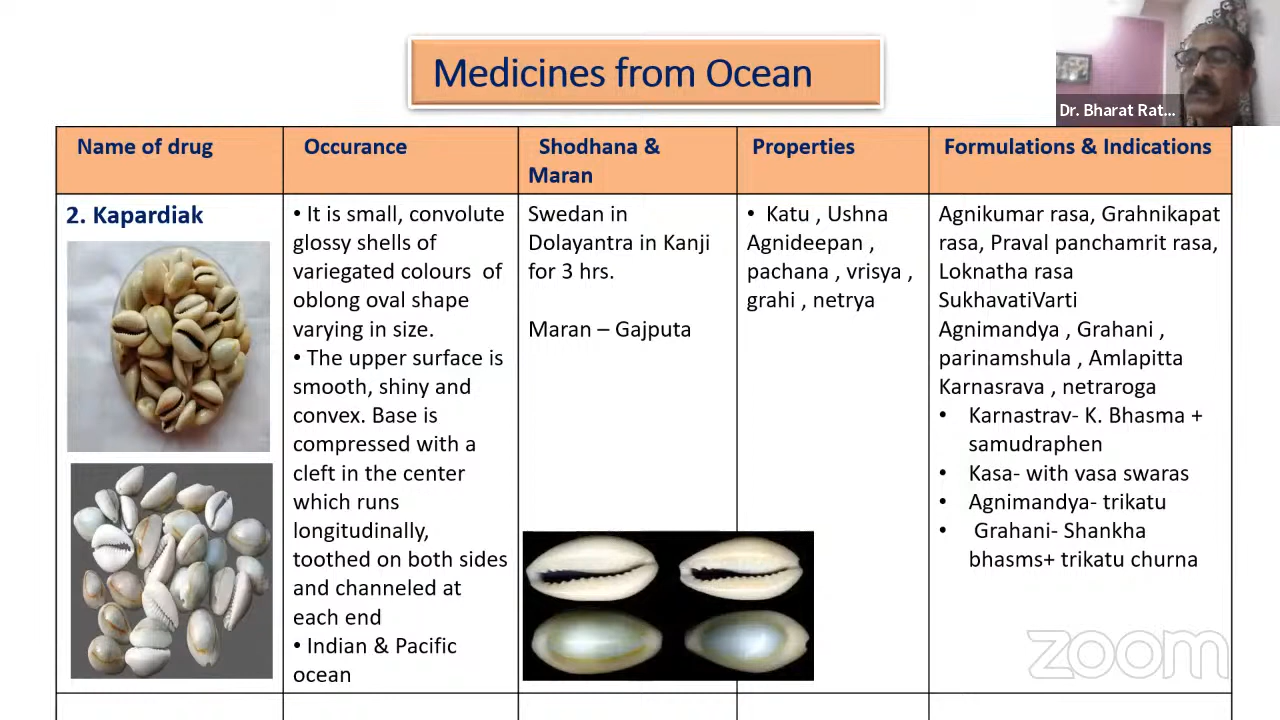 Medicines from Ocean
Dr. Bharat Rat...
Name of drug
Occurance
Shodhana &
Maran
Properties
Formulations & Indications
2. Kapardiak
• It is small, convolute
glossy shells of
variegated colours of
oblong oval shape
varying in size.
• The upper surface is
smooth, shiny and
convex. Base is
compressed with a
cleft in the center
which runs
longitudinally,
toothed on both sides
and channeled at
each end
• Indian & Pacific
ocean
Swedan in
Dolayantra in Kanji
for 3 hrs.
Maran – Gajputa
• Katu , Ushna
Agnideepan ,
pachana , vrisya ,
grahi , netrya
Agnikumar rasa, Grahnikapat
rasa, Praval panchamrit rasa,
Loknatha rasa
SukhavatiVarti
Agnimandya , Grahani ,
parinamshula , Amlapitta
Karnasrava , netraroga
• Karnastrav- K. Bhasma +
samudraphen
• Kasa- with vasa swaras
• Agnimandya- trikatu
• Grahani- Shankha
bhasms+ trikatu churna
zoom